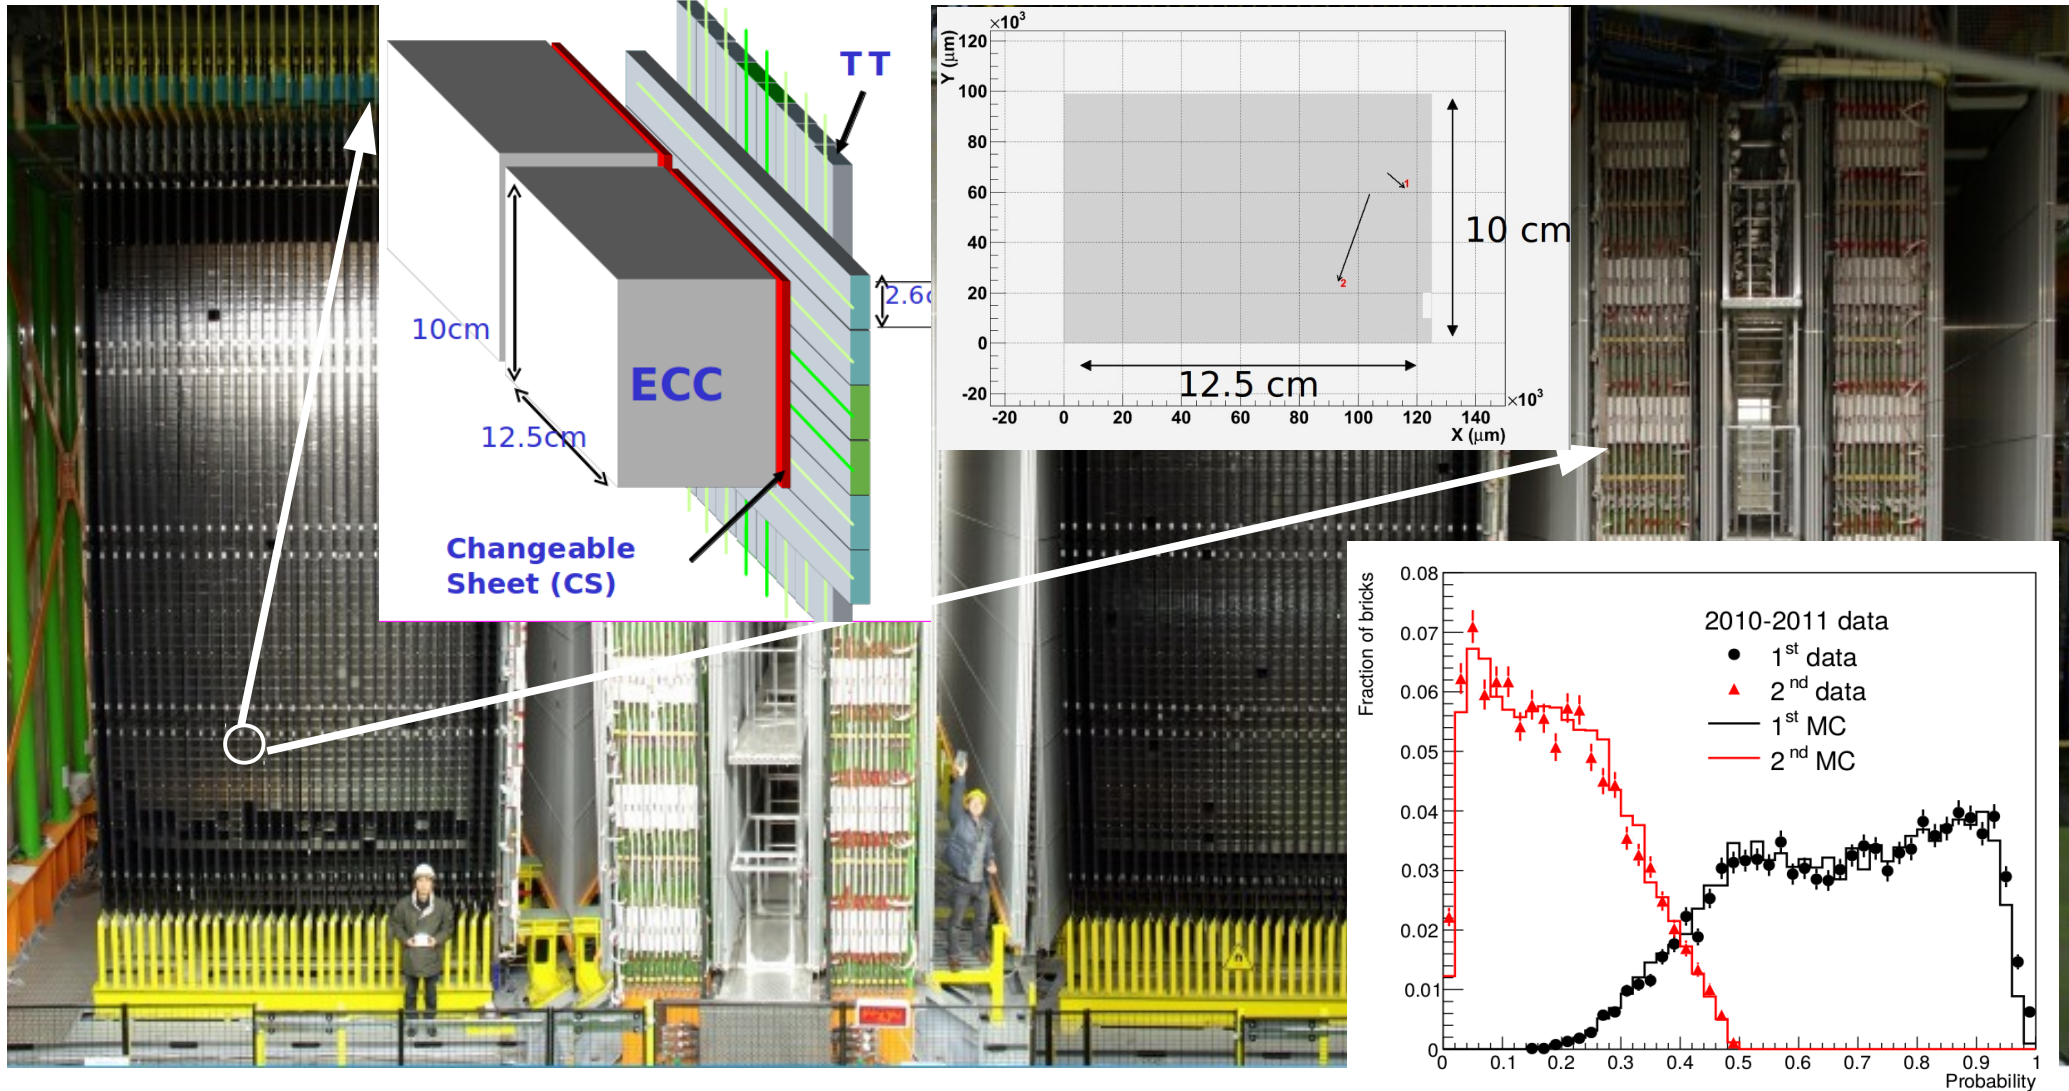 T T
10cm
12.5cm
ECC
2.6c
Changeable
Sheet (CS)
×10³
Y (μm)
120
100
80
60
40
20
0
-20
1
2
10 cm
12.5 cm
-20 0 20 40 60 80 100 120 140
×10³
X (μm)
Fraction of bricks
0.08
0.07
0.06
0.05
0.04
0.03
0.02
0.01
0
2010-2011 data
1st data
2nd data
1st MC
2nd MC
0 0.1 0.2 0.3 0.4 0.5 0.6 0.7 0.8 0.9 1
Probability